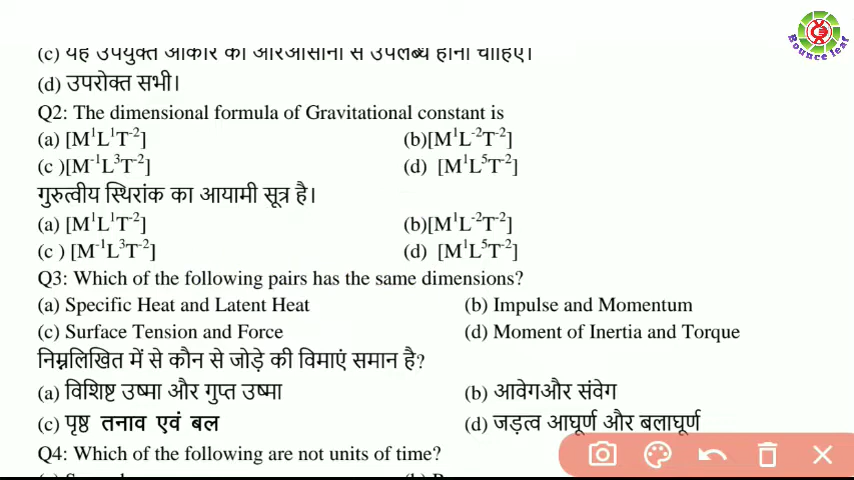 Bounce leaf
(c) यह उपयुक्त आकार का और आसानी से उपलब्ध होना चाहिए।
(d) उपरोक्त सभी।
Q2: The dimensional formula of Gravitational constant is
(a) [M¹L¹T⁻²] (b)[M¹L⁻²T⁻²]
(c )[M⁻¹L³T⁻²] (d) [M¹L⁵T⁻²]
गुरुत्वीय स्थिरांक का आयामी सूत्र है।
(a) [M¹L¹T⁻²] (b)[M¹L⁻²T⁻²]
(c ) [M⁻¹L³T⁻²] (d) [M¹L⁵T⁻²]
Q3: Which of the following pairs has the same dimensions?
(a) Specific Heat and Latent Heat (b) Impulse and Momentum
(c) Surface Tension and Force (d) Moment of Inertia and Torque
निम्नलिखित में से कौन से जोड़े की विमाएं समान है?
(a) विशिष्ट उष्मा और गुप्त उष्मा (b) आवेगऔर संवेग
(c) पृष्ठ तनाव एवं बल (d) जड़त्व आघूर्ण और बलाघूर्ण
Q4: Which of the following are not units of time?